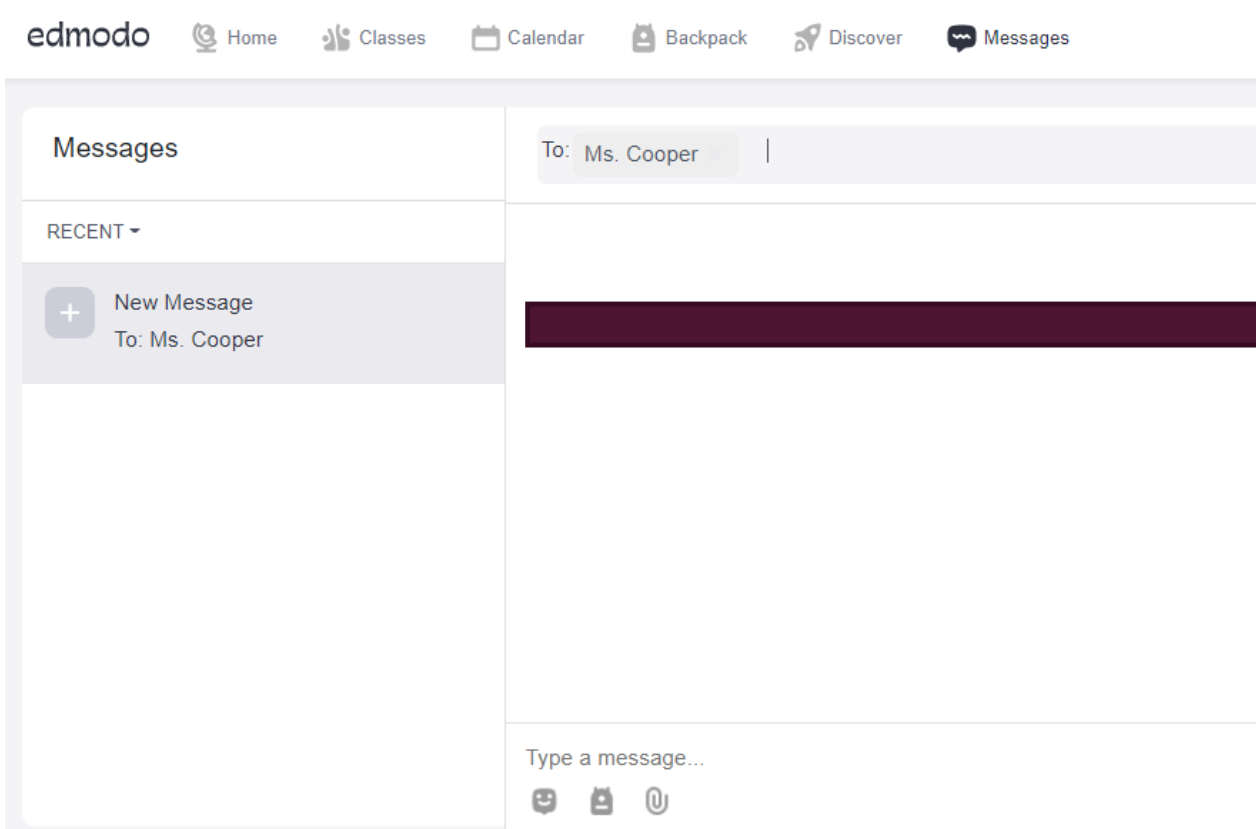 edmodo Home Classes Calendar Backpack Discover Messages
Messages
To: Ms. Cooper
RECENT
New Message
To: Ms. Cooper
Type a message...